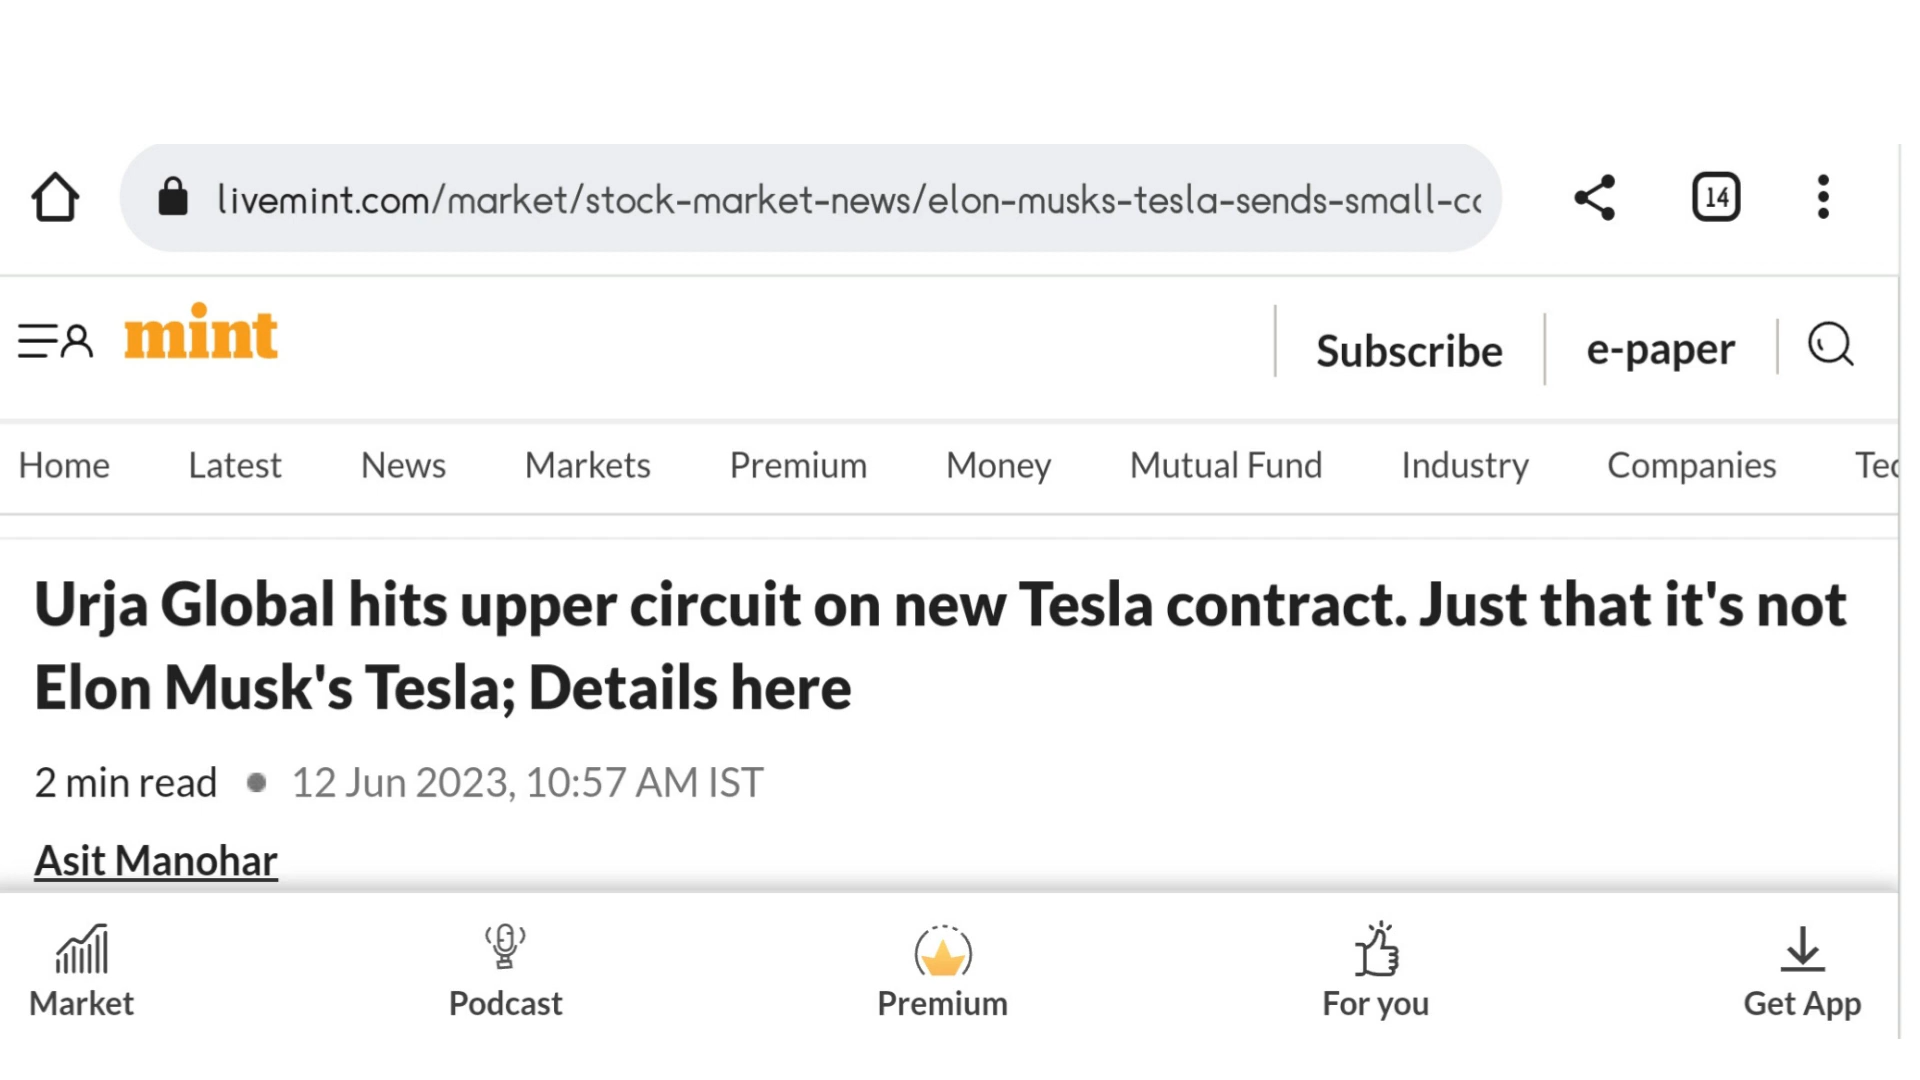 livemint.com/market/stock-market-news/elon-musks-tesla-sends-small-c
14
mint
Subscribe
e-paper
Home Latest News Markets Premium Money Mutual Fund Industry Companies Tec
Urja Global hits upper circuit on new Tesla contract. Just that it's not
Elon Musk's Tesla; Details here
2 min read • 12 Jun 2023, 10:57 AM IST
Asit Manohar
Market Podcast Premium For you Get App